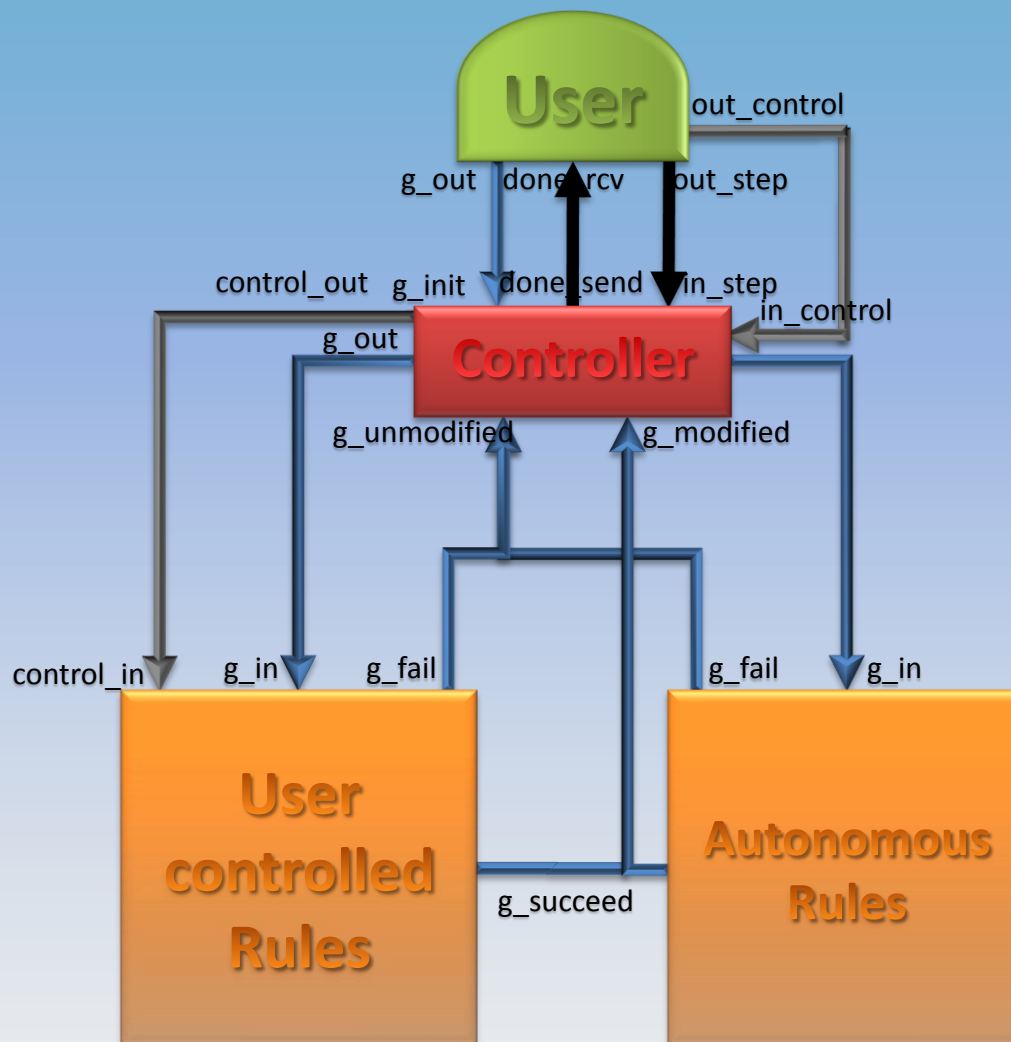 User
out_control
g_out
done_rcv
out_step
control_out
g_init
done_send
in_step
in_control
g_out
Controller
g_unmodified
g_modified
control_in
g_in
g_fail
g_fail
g_in
User
controlled
Rules
Autonomous
Rules
g_succeed